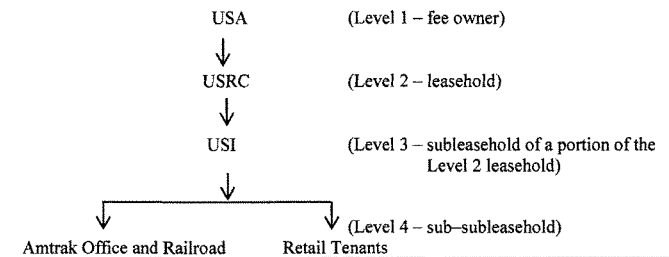 USA (Level 1 – fee owner)
USRC (Level 2 – leasehold)
USI (Level 3 – subleasehold of a portion of the
Level 2 leasehold)
(Level 4 – sub–subleasehold)
Amtrak Office and Railroad Retail Tenants